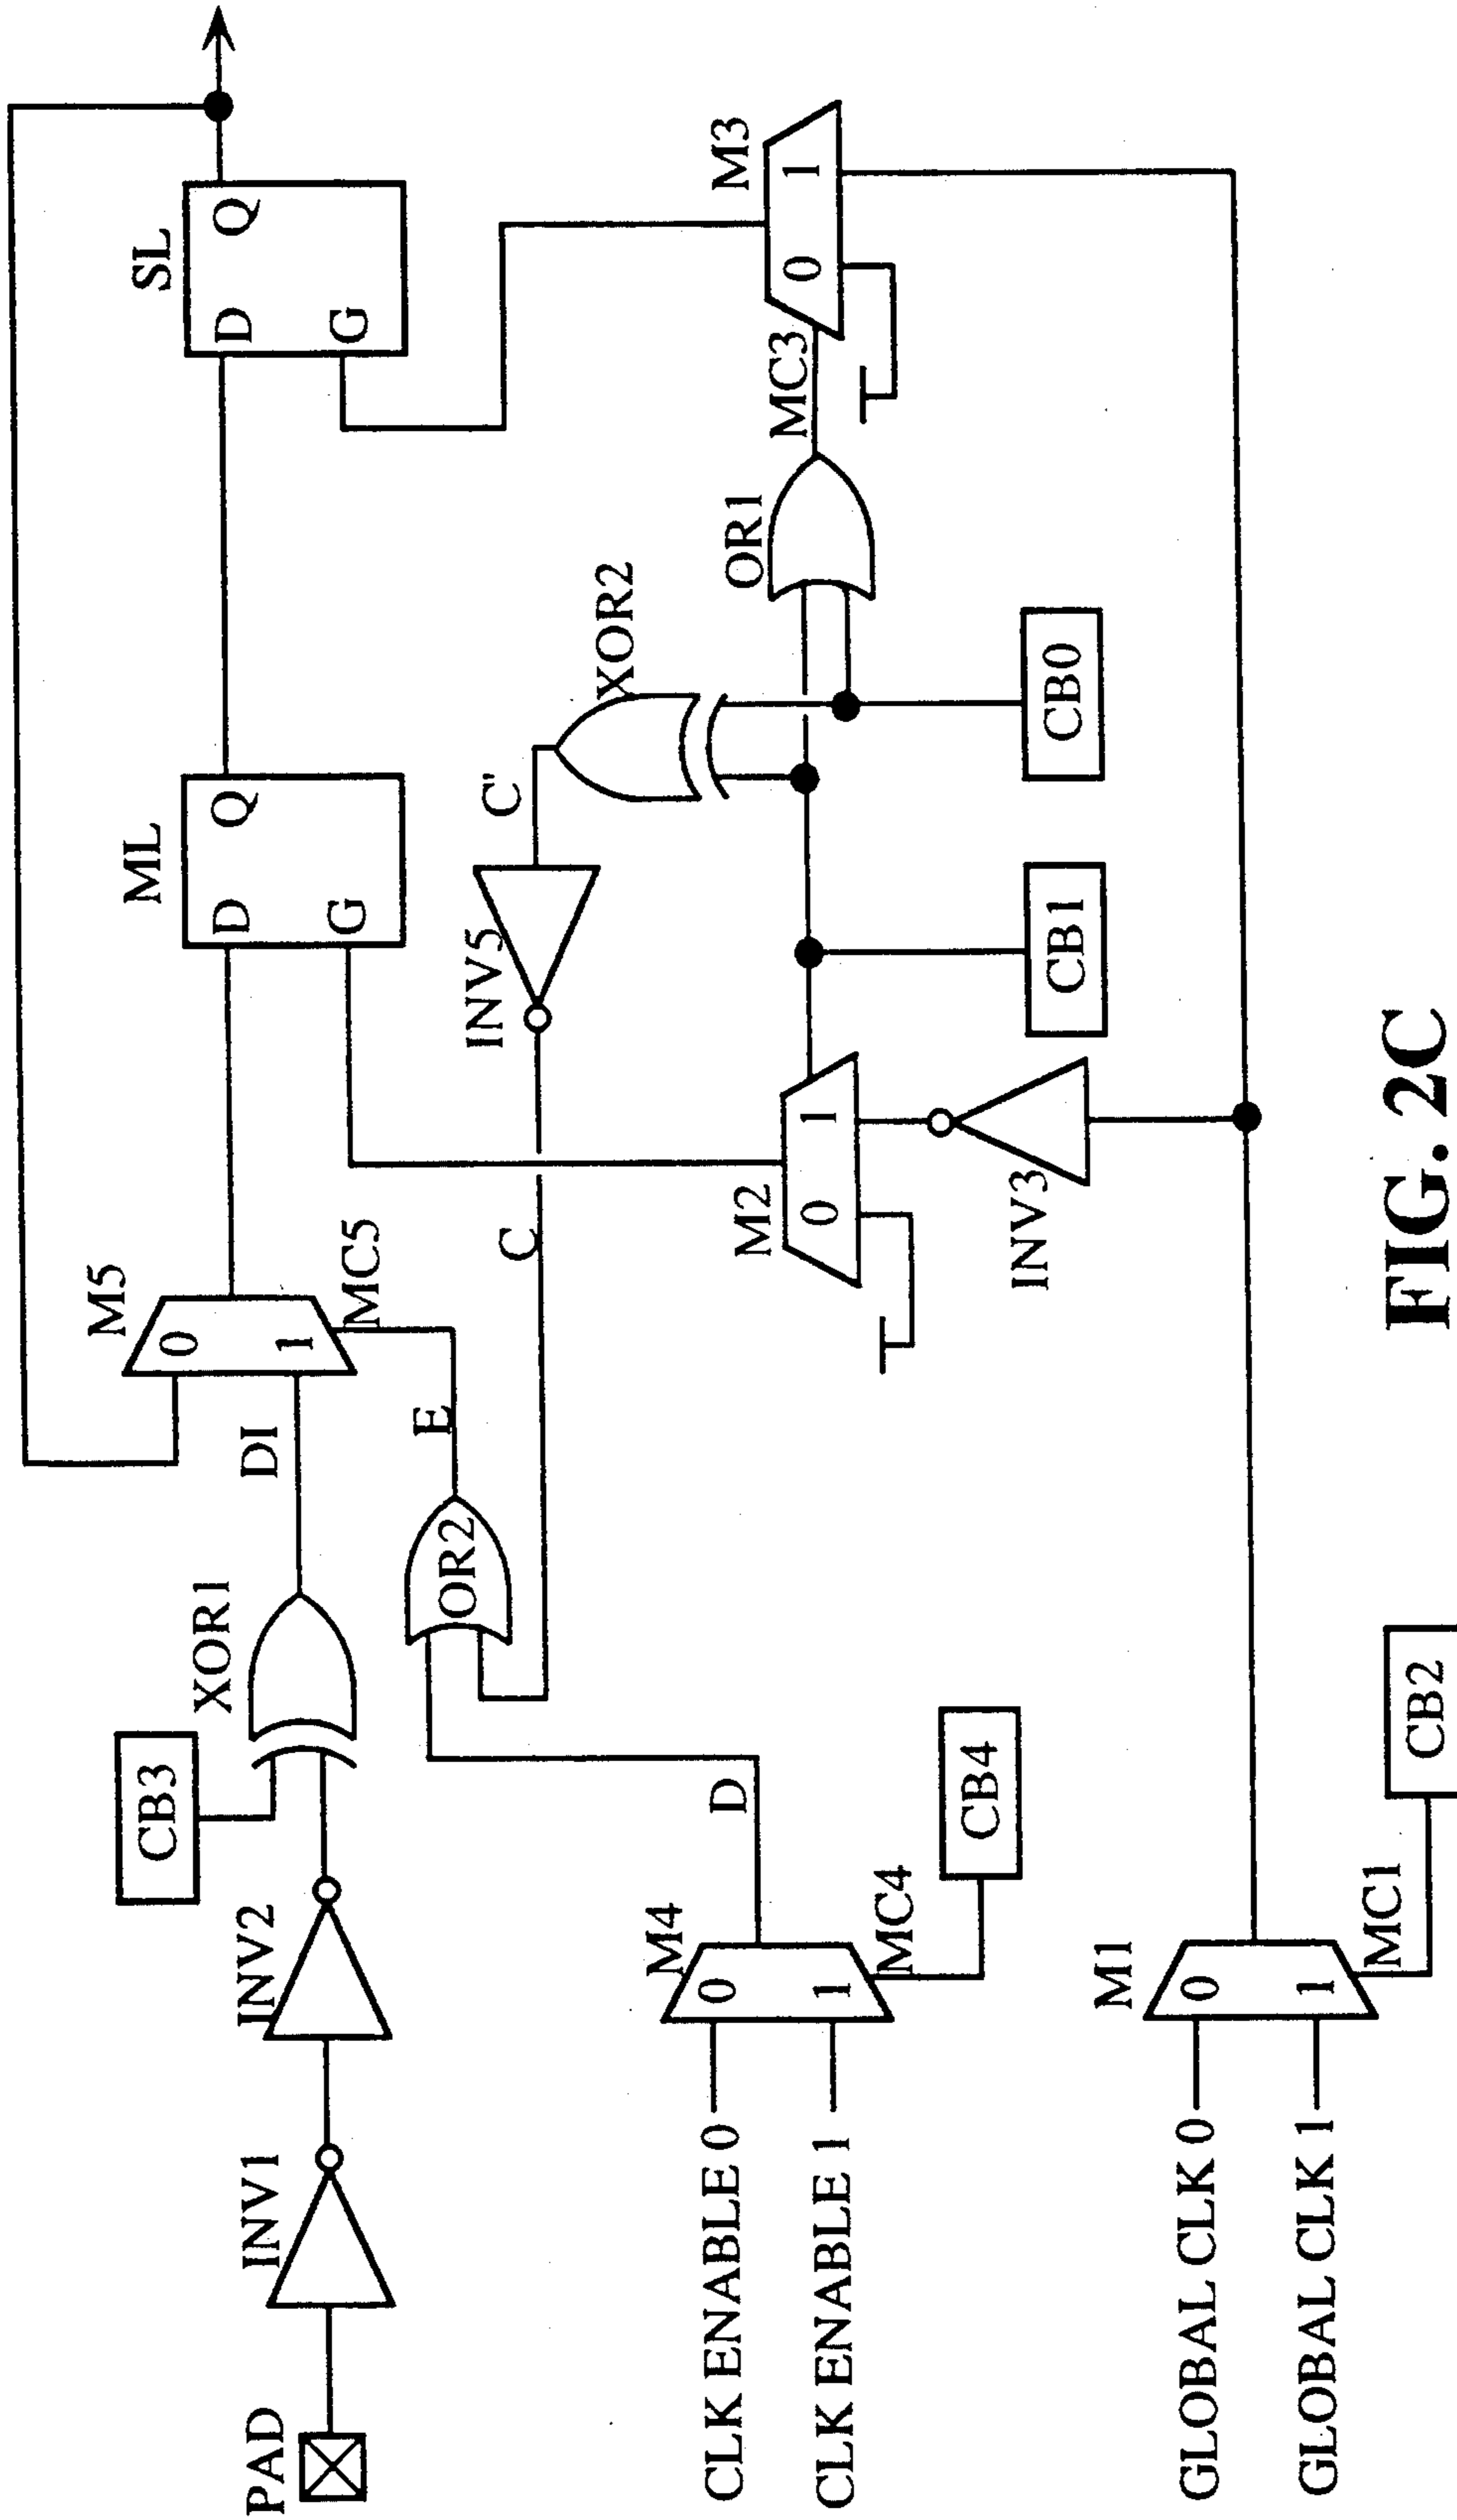 PAD
INV1
INV2
CB3
XOR1
DI
M5
0
1
MC5
ML
D
Q
G
SL
D
Q
G
CLK ENABLE 0
CLK ENABLE 1
M4
0
1
MC4
CB4
D
OR2
E
C
INV5
C'
XOR2
M2
0
1
INV3
CB1
CB0
OR1
MC3
M3
0
1
GLOBAL CLK 0
GLOBAL CLK 1
M1
0
1
MC1
CB2
FIG. 2C